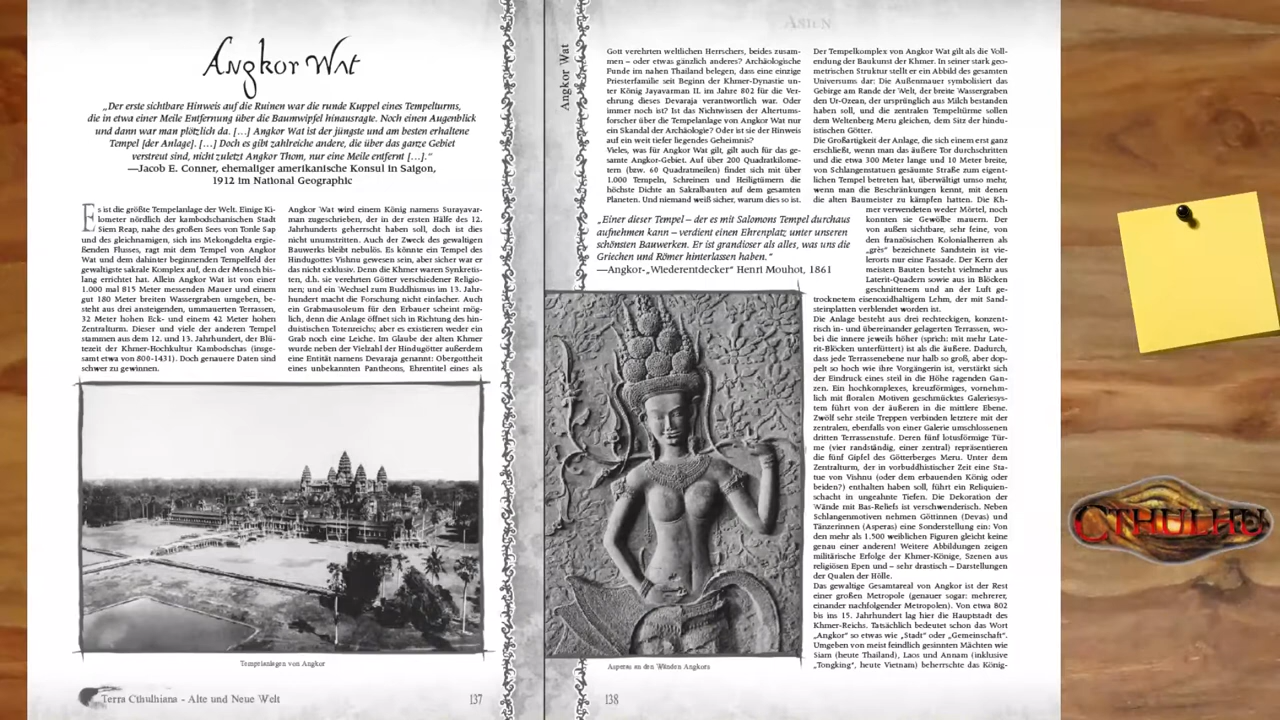 Angkor Wat
„Der erste sichtbare Hinweis auf die Ruinen war die runde Kuppel eines Tempelturms,
die in etwa einer Meile Entfernung über die Baumwipfel hinausragte. Noch einen Augenblick
und dann war man plötzlich da. […] Angkor Wat ist der jüngste und am besten erhaltene
Tempel [der Anlage]. […] Doch es gibt zahlreiche andere, die über das ganze Gebiet
verstreut sind, nicht zuletzt Angkor Thom, nur eine Meile entfernt […].“
—Jacob E. Conner, ehemaliger amerikanische Konsul in Saigon,
1912 im National Geographic
Es ist die größte Tempelanlage der Welt. Einige Ki-
lometer nördlich der kambodschanischen Stadt
Siem Reap, nahe des großen Sees von Tonle Sap
und des gleichnamigen, sich ins Mekongdelta ergie-
ßenden Flusses, ragt mit dem Tempel von Angkor
Wat und dem dahinter beginnenden Tempelfeld der
gewaltigste sakrale Komplex auf, den der Mensch bis-
lang errichtet hat. Allein Angkor Wat ist von einer
1.000 mal 815 Meter messenden Mauer und einem
gut 180 Meter breiten Wassergraben umgeben, be-
steht aus drei ansteigenden, ummauerten Terrassen,
32 Meter hohen Eck- und einem 42 Meter hohen
Zentralturm. Dieser und viele der anderen Tempel
stammen aus dem 12. und 13. Jahrhundert, der Blü-
tezeit der Khmer-Hochkultur Kambodschas (insge-
samt etwa von 800-1431). Doch genauere Daten sind
schwer zu gewinnen.
Angkor Wat wird einem König namens Suryavar-
man zugeschrieben, der in der ersten Hälfte des 12.
Jahrhunderts geherrscht haben soll, doch ist dies
nicht unumstritten. Auch der Zweck des gewaltigen
Bauwerks bleibt nebulös. Es könnte ein Tempel des
Hindugottes Vishnu gewesen sein, aber sicher war er
das nicht exklusiv. Denn die Khmer waren Synkretis-
ten, d.h. sie verehrten Götter verschiedener Religio-
nen; und ein Wechsel zum Buddhismus im 13. Jahr-
hundert macht die Forschung nicht einfacher. Auch
ein Grabmausoleum für den Erbauer scheint mög-
lich, denn die Anlage öffnet sich in Richtung des hin-
duistischen Totenreichs; aber es existieren weder ein
Grab noch eine Leiche. Im Glaube der alten Khmer
wurde neben der Vielzahl der Hindugötter außerdem
eine Entität namens Devaraja genannt: Obergottheit
eines unbekannten Pantheons, Ehrentitel eines als
Tempelanlagen von Angkor
Terra Cthulhiana – Alte und Neue Welt
137
Angkor Wat
Asien
Gott verehrten weltlichen Herrschers, beides zusam-
men – oder etwas gänzlich anderes? Archäologische
Funde im nahen Thailand belegen, dass eine einzige
Priesterfamilie seit Beginn der Khmer-Dynastie un-
ter König Jayavarman II. im Jahre 802 für die Ver-
ehrung dieses Devaraja verantwortlich war. Oder
immer noch ist? Ist das Nichtwissen der Altertums-
forscher über die Tempelanlage von Angkor Wat nur
ein Skandal der Archäologie? Oder ist es der Hinweis
auf ein weit tiefer liegendes Geheimnis?
Vieles, was für Angkor Wat gilt, gilt auch für das ge-
samte Angkor-Gebiet. Auf über 200 Quadratkilome-
tern (bzw. 60 Quadratmeilen) findet sich mit über
1.000 Tempeln, Schreinen und Heiligtümern die
höchste Dichte an Sakralbauten auf dem gesamten
Planeten. Und niemand weiß sicher, warum dies so ist.
„Einer dieser Tempel – der es mit Salomons Tempel durchaus
aufnehmen kann – verdient einen Ehrenplatz unter unseren
schönsten Bauwerken. Er ist grandioser als alles, was uns die
Griechen und Römer hinterlassen haben.“
—Angkor-„Wiederentdecker“ Henri Mouhot, 1861
Asperas an den Wänden Angkors
138
Der Tempelkomplex von Angkor Wat gilt als die Voll-
endung der Baukunst der Khmer. In seiner stark geo-
metrischen Struktur stellt er ein Abbild des gesamten
Universums dar: Die Außenmauer symbolisiert das
Gebirge am Rande der Welt, der breite Wassergraben
den Ur-Ozean, der ursprünglich aus Milch bestanden
haben soll, und die zentralen Tempeltürme sollen
dem Weltenberg Meru gleichen, dem Sitz der hindu-
istischen Götter.
Die Großartigkeit der Anlage, die sich einem erst ganz
erschließt, wenn man das äußere Tor durchschritten
und die etwa 300 Meter lange und 10 Meter breite,
von Schlangenstatuen gesäumte Straße zum eigent-
lichen Tempel betreten hat, überwältigt umso mehr,
wenn man die Beschränkungen kennt, mit denen
die alten Baumeister zu kämpfen hatten. Die Kh-
mer verwendeten weder Mörtel, noch
konnten sie Gewölbe mauern. Der
von außen sichtbare, sehr feine, von
den französischen Kolonialherren als
„grès“ bezeichnete Sandstein ist vie-
lerorts nur eine Fassade. Der Kern der
meisten Bauten besteht vielmehr aus
Laterit-Quadern sowie aus in Blöcken
geschnittenem und an der Luft ge-
trocknetem eisenoxidhaltigem Lehm, der mit Sand-
steinplatten verblendet worden ist.
Die Anlage besteht aus drei rechteckigen, konzent-
risch in- und übereinander gelagerten Terrassen, wo-
bei die innere jeweils höher (sprich: mit mehr Late-
rit-Blöcken unterfüttert) ist als die äußere. Dadurch,
dass jede Terrassenebene nur halb so groß, aber dop-
pelt so hoch wie ihre Vorgängerin ist, verstärkt sich
der Eindruck eines steil in die Höhe ragenden Gan-
zen. Ein hochkomplexes, kreuzförmiges, vornehm-
lich mit floralen Motiven geschmücktes Galeriesys-
tem führt von der äußeren in die mittlere Ebene.
Zwölf sehr steile Treppen verbinden letztere mit der
zentralen, ebenfalls von einer Galerie umschlossenen
dritten Terrassenstufe. Deren fünf lotusförmige Tür-
me (vier randständig, einer zentral) repräsentieren
die fünf Gipfel des Götterberges Meru. Unter dem
Zentralturm, der in vorbuddhistischer Zeit eine Sta-
tue von Vishnu (oder dem erbauenden König oder
beiden?) enthalten haben soll, führt ein Reliquien-
schacht in ungeahnte Tiefen. Die Dekoration der
Wände mit Bas-Reliefs ist verschwenderisch. Neben
Schlangenmotiven nehmen Göttinnen (Devas) und
Tänzerinnen (Asperas) eine Sonderstellung ein: Von
den mehr als 1.500 weiblichen Figuren gleicht keine
genau einer anderen! Weitere Abbildungen zeigen
militärische Erfolge der Khmer-Könige, Szenen aus
religiösen Epen und – sehr drastisch – Darstellungen
der Qualen der Hölle.
Das gewaltige Gesamtareal von Angkor ist der Rest
einer großen Metropole (genauer sogar: mehrerer,
einander nachfolgender Metropolen). Von etwa 802
bis ins 15. Jahrhundert lag hier die Hauptstadt des
Khmer-Reichs. Tatsächlich bedeutet schon das Wort
„Angkor“ so etwas wie „Stadt“ oder „Gemeinschaft“.
Umgeben von meist feindlich gesinnten Mächten wie
Siam (heute Thailand), Laos und Annam (inklusive
„Tongking“, heute Vietnam) beherrschte das König-
CTHULHU